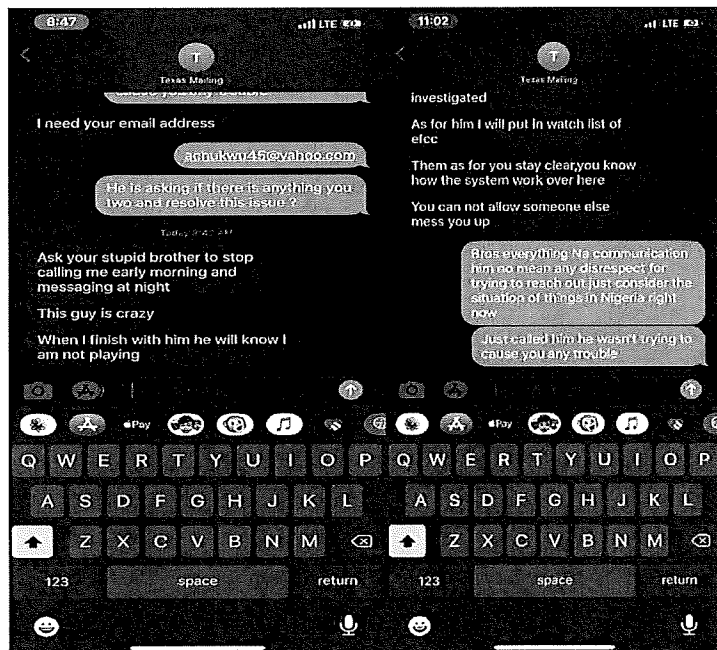 8:47
LTE
T
Texas Mailing
I need your email address
achukwu45@yahoo.com
He is asking if there is anything you
two and resolve this issue ?
Today
AM
Ask your stupid brother to stop
calling me early morning and
messaging at night
This guy is crazy
When I finish with him he will know I
am not playing
Pay
Q W E R T Y U I O P
A S D F G H J K L
Z X C V B N M
123
space
return
11:02
LTE
T
Texas Mailing
investigated
As for him I will put in watch list of
efcc
Them as for you stay clear,you know
how the system work over here
You can not allow someone else
mess you up
Bros everything Na communication
him no mean any disrespect for
trying to reach out just consider the
situation of things in Nigeria right
now
Just called him he wasn't trying to
cause you any trouble
Pay
Q W E R T Y U I O P
A S D F G H J K L
Z X C V B N M
123
space
return